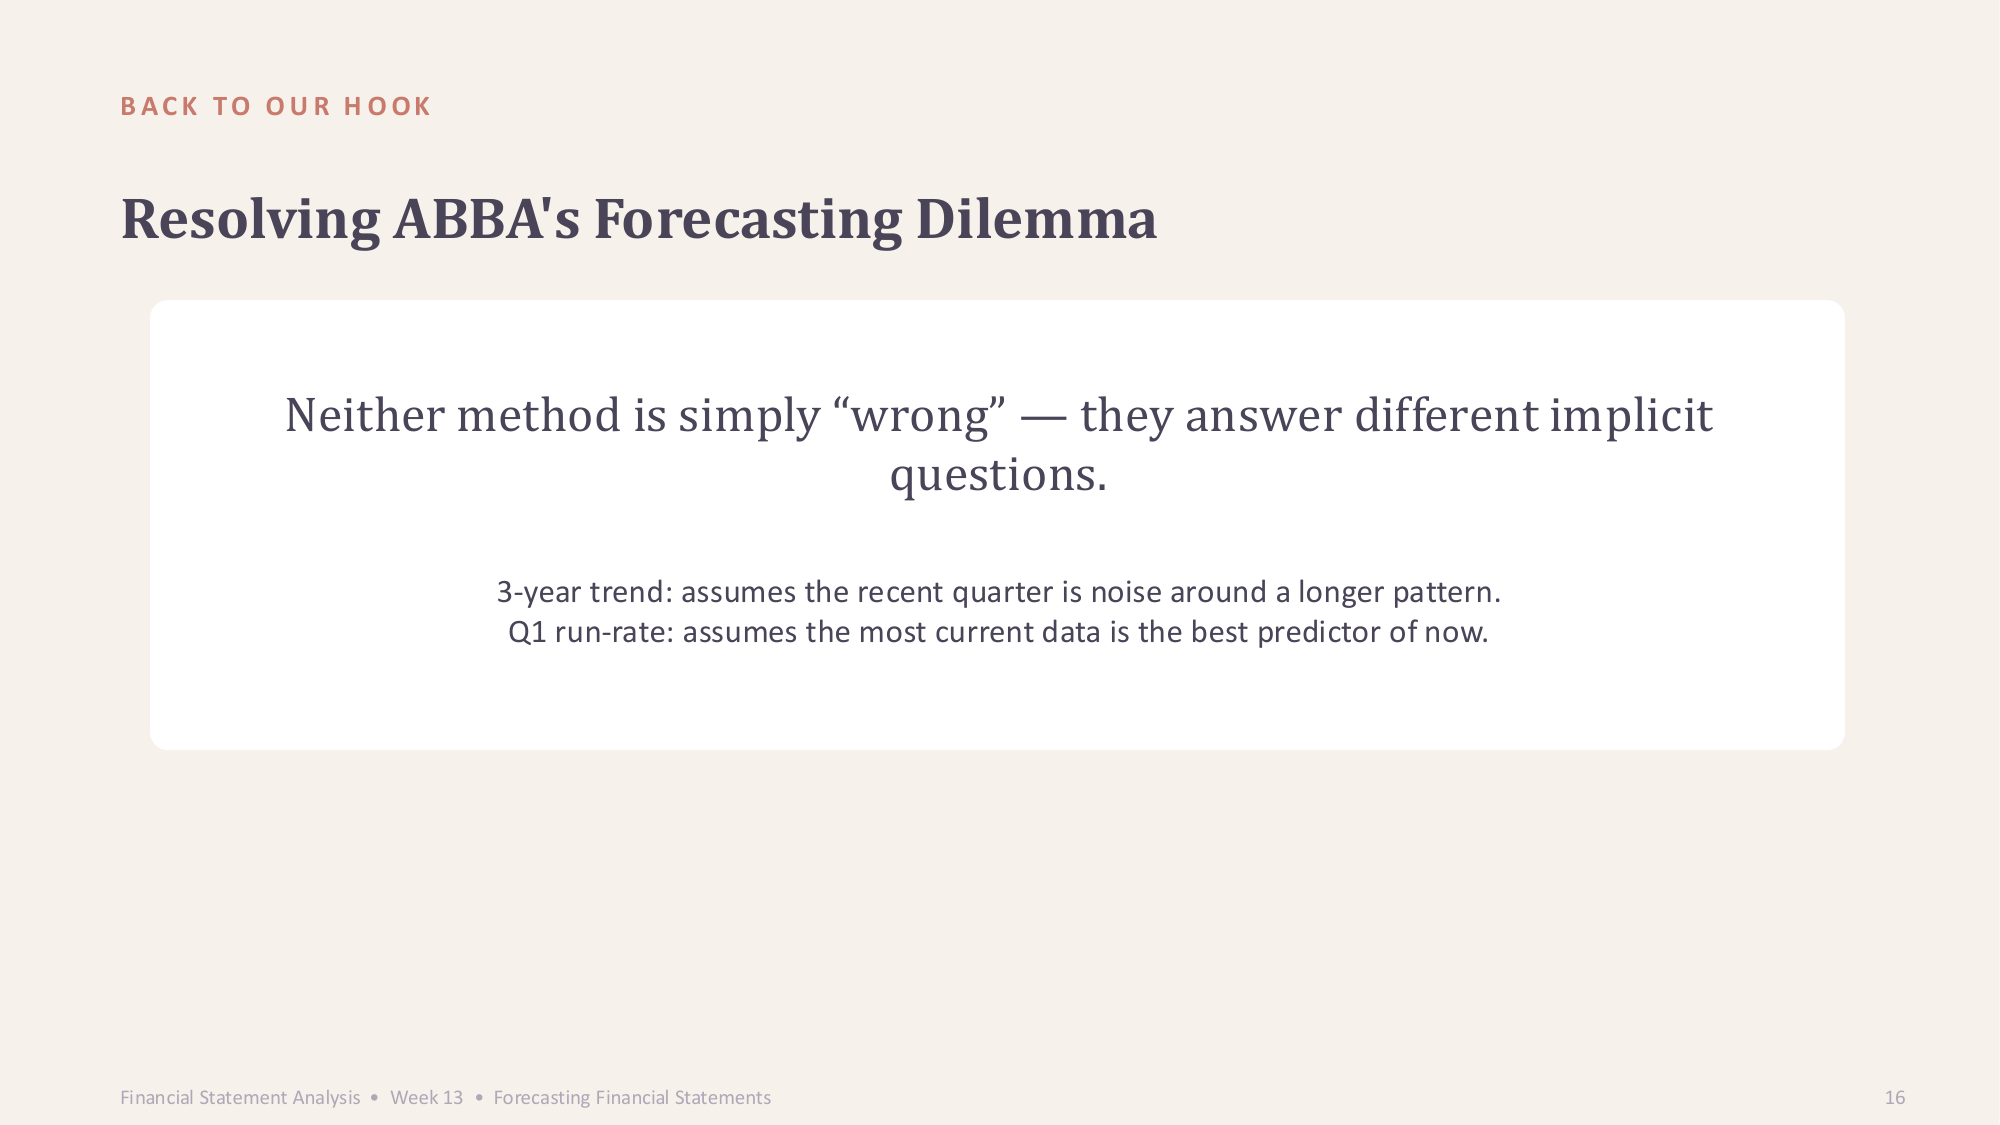 BACK TO OUR HOOK
Resolving ABBA's Forecasting Dilemma
Neither method is simply “wrong” — they answer different implicit
questions.
3-year trend: assumes the recent quarter is noise around a longer pattern.
Q1 run-rate: assumes the most current data is the best predictor of now.
Financial Statement Analysis • Week 13 • Forecasting Financial Statements
16